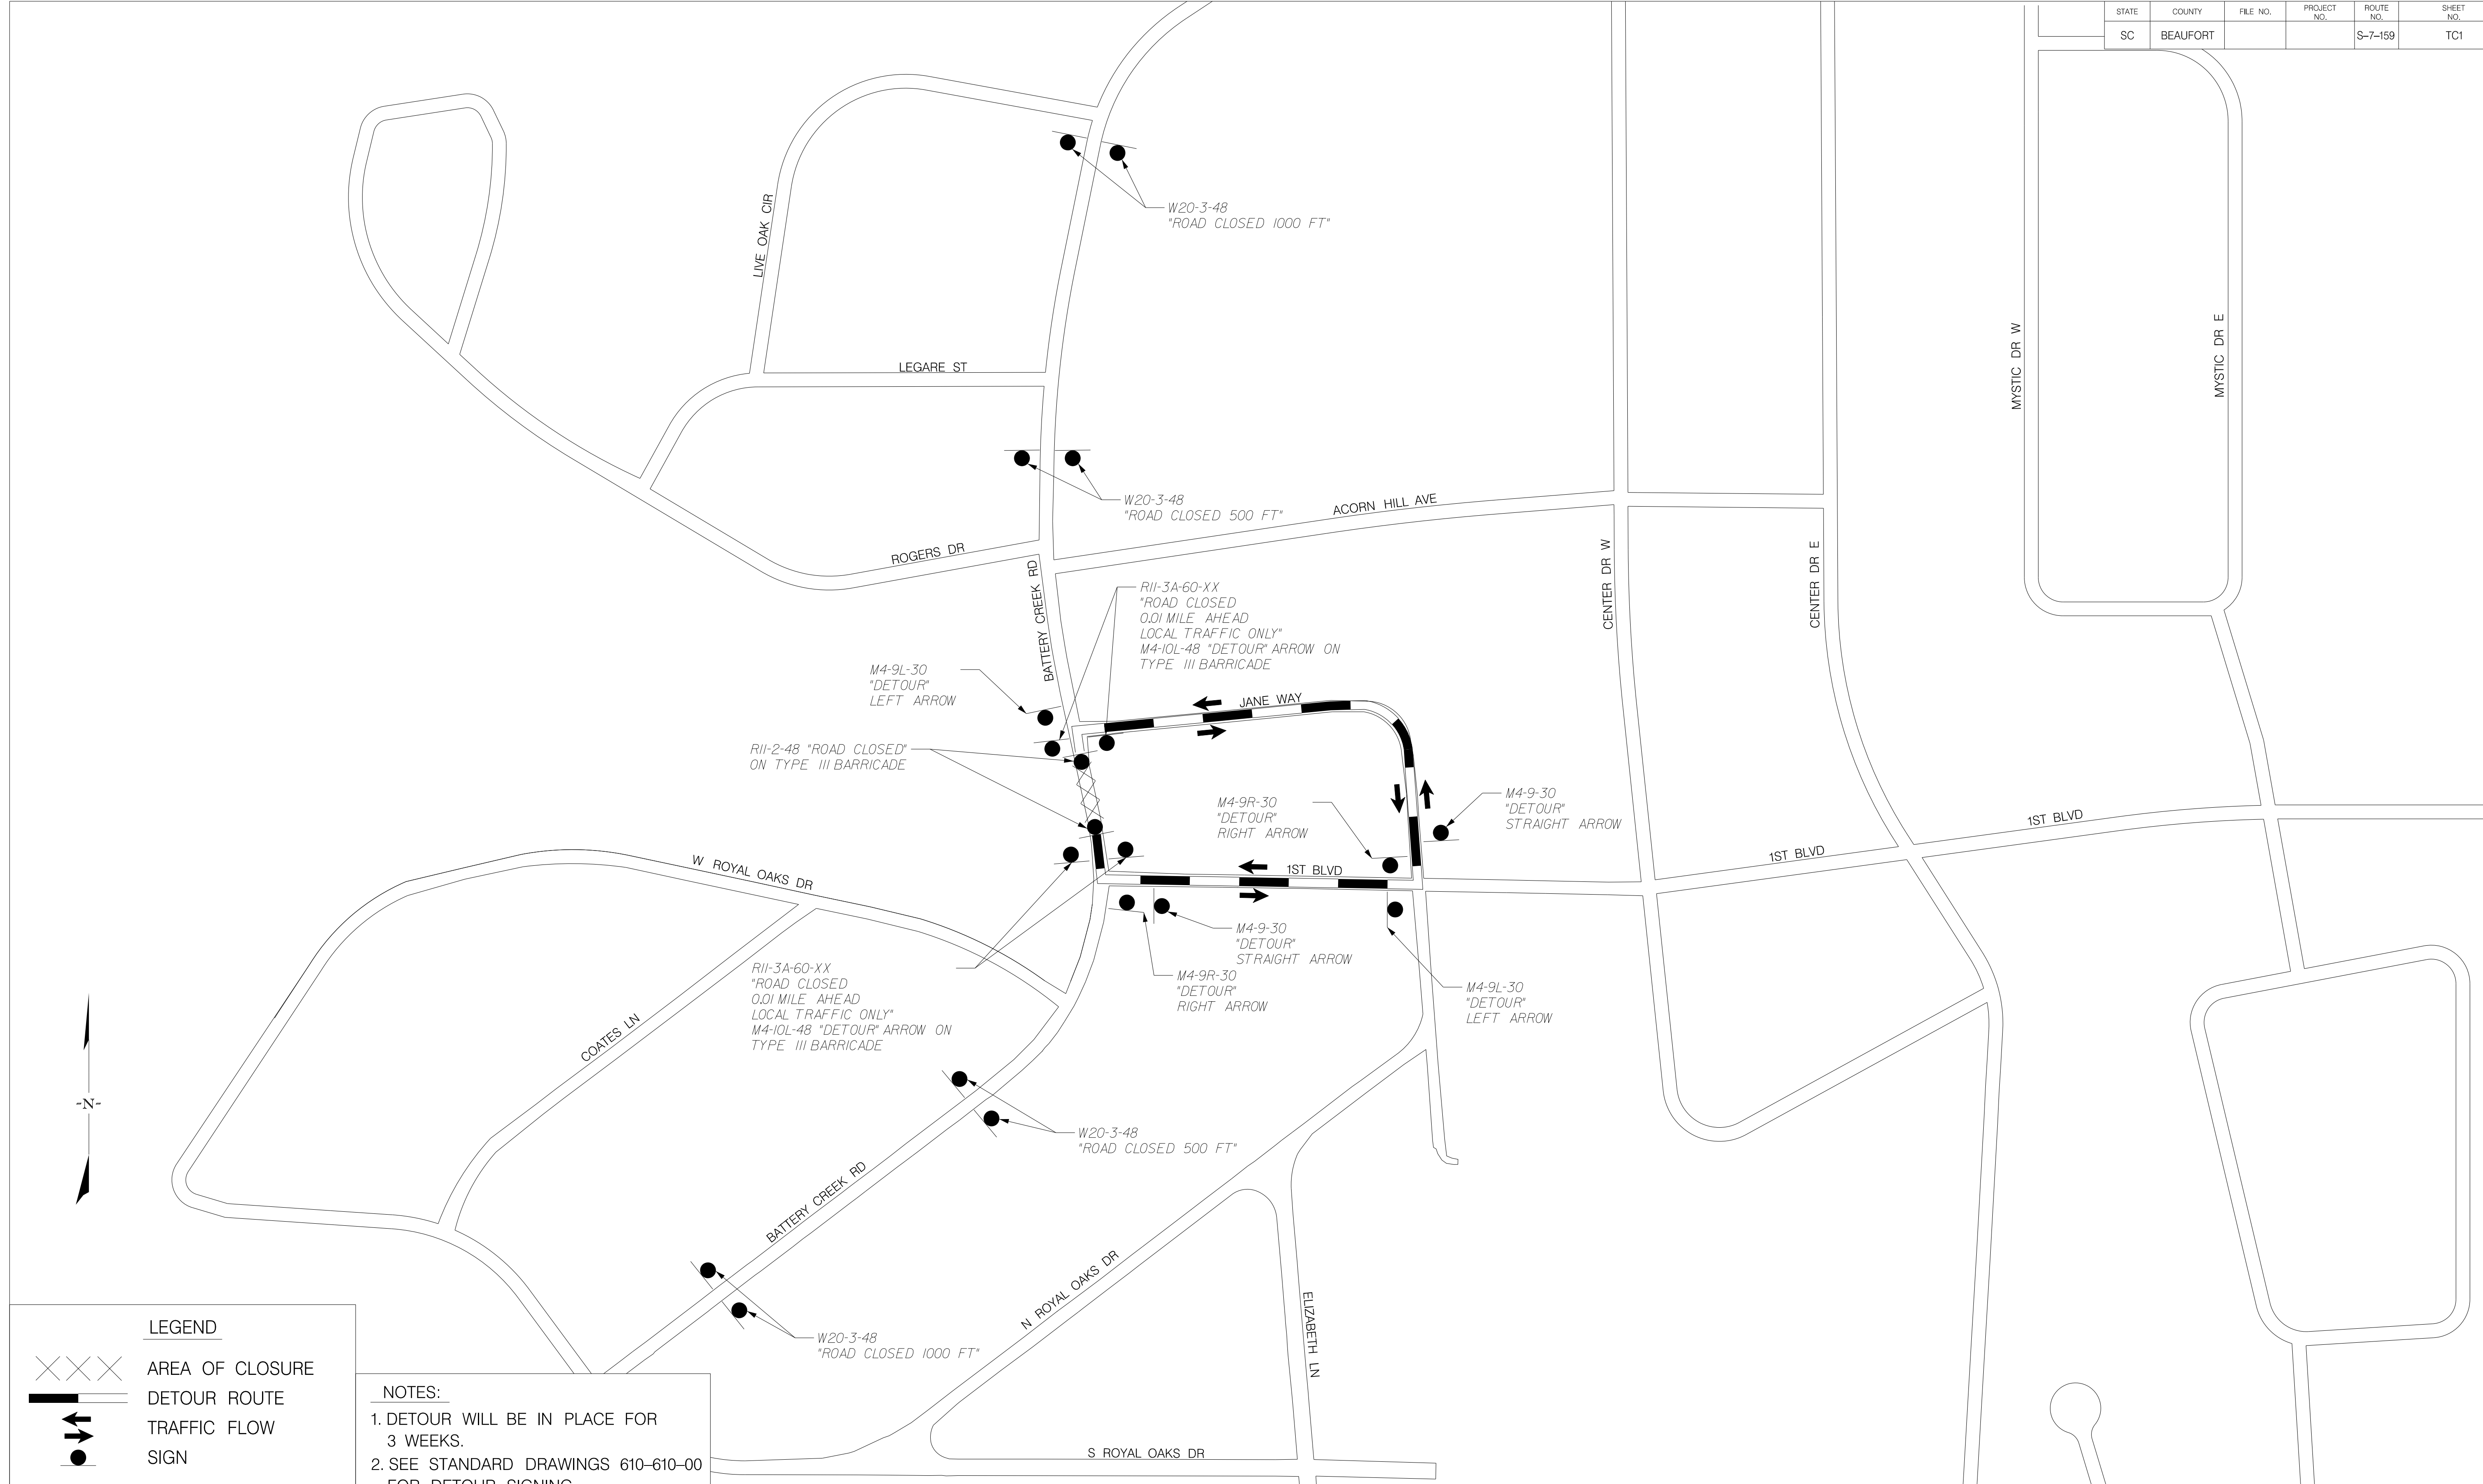 STATE COUNTY FILE NO. PROJECT NO. ROUTE NO. SHEET NO.
SC BEAUFORT S-7-159 TC1
LIVE OAK CIR
W20-3-48
"ROAD CLOSED 1000 FT"
MYSTIC DR W
MYSTIC DR E
LEGARE ST
W20-3-48
"ROAD CLOSED 500 FT"
ACORN HILL AVE
ROGERS DR
BATTERY CREEK RD
CENTER DR W
CENTER DR E
R11-3A-60-XX
"ROAD CLOSED
0.01 MILE AHEAD
LOCAL TRAFFIC ONLY"
M4-10L-48 "DETOUR" ARROW ON
TYPE III BARRICADE
M4-9L-30
"DETOUR"
LEFT ARROW
JANE WAY
R11-2-48 "ROAD CLOSED"
ON TYPE III BARRICADE
M4-9R-30
"DETOUR"
RIGHT ARROW
M4-9-30
"DETOUR"
STRAIGHT ARROW
1ST BLVD
1ST BLVD
1ST BLVD
W ROYAL OAKS DR
M4-9-30
"DETOUR"
STRAIGHT ARROW
M4-9R-30
"DETOUR"
RIGHT ARROW
M4-9L-30
"DETOUR"
LEFT ARROW
R11-3A-60-XX
"ROAD CLOSED
0.01 MILE AHEAD
LOCAL TRAFFIC ONLY"
M4-10L-48 "DETOUR" ARROW ON
TYPE III BARRICADE
COATES LN
-N-
W20-3-48
"ROAD CLOSED 500 FT"
BATTERY CREEK RD
N ROYAL OAKS DR
ELIZABETH LN
W20-3-48
"ROAD CLOSED 1000 FT"
S ROYAL OAKS DR
LEGEND
AREA OF CLOSURE
DETOUR ROUTE
TRAFFIC FLOW
SIGN
NOTES:
1. DETOUR WILL BE IN PLACE FOR
3 WEEKS.
2. SEE STANDARD DRAWINGS 610-610-00
FOR DETOUR SIGNING